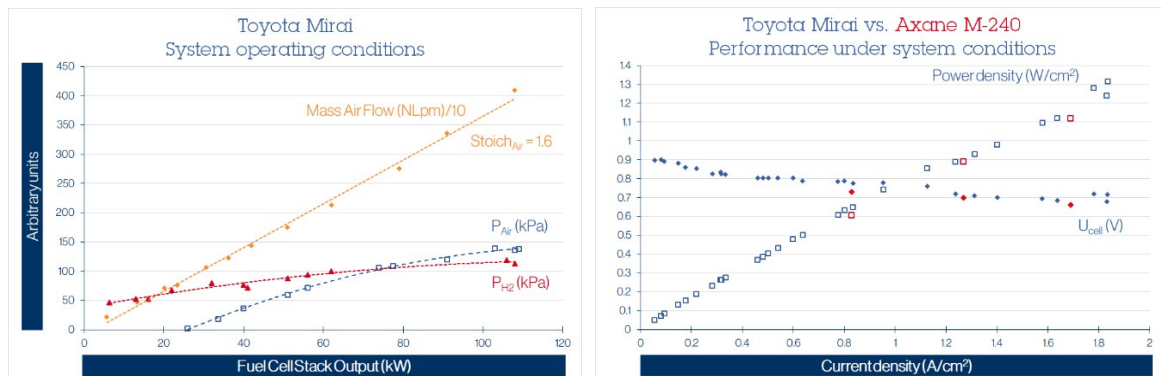 Toyota Mirai
System operating conditions
450
400
350
300
250
200
150
100
50
0
Arbitrary units
Mass Air Flow (NLpm)/10
Stoich Air = 1.6
P Air (kPa)
P H2 (kPa)
0 20 40 60 80 100 120
Fuel Cell Stack Output (kW)
Toyota Mirai vs. Axane M-240
Performance under system conditions
1.4
1.3
1.2
1.1
1
0.9
0.8
0.7
0.6
0.5
0.4
0.3
0.2
0.1
0
Power density (W/cm²)
U cell (V)
0 0.2 0.4 0.6 0.8 1 1.2 1.4 1.6 1.8 2
Current density (A/cm²)